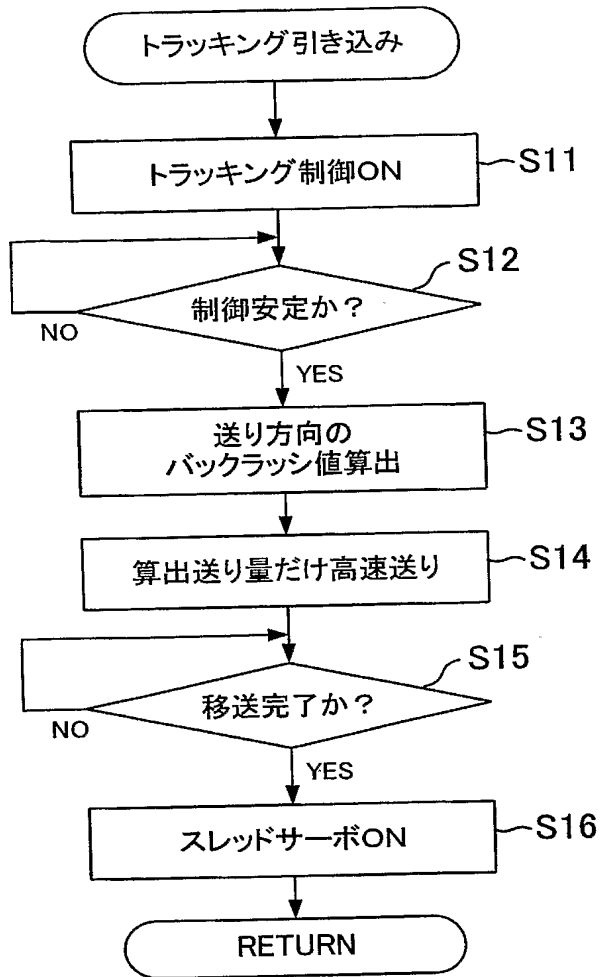 トラッキング引き込み
トラッキング制御ON
S11
S12
制御安定か？
NO
YES
送り方向の
バックラッシ値算出
S13
算出送り量だけ高速送り
S14
S15
移送完了か？
NO
YES
スレッドサーボON
S16
RETURN